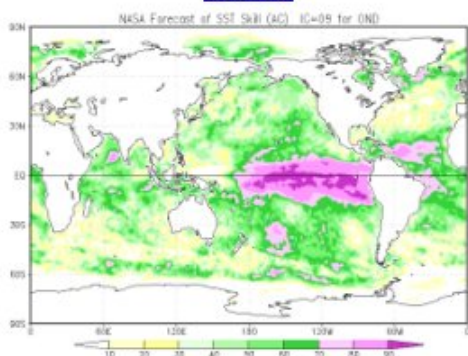 NASA Forecast of SST Skill (AC) IC=09 for OND
90N
60N
30N
EQ
30S
60S
90S
0 60E 120E 180 120W 60W
10 20 30 40 50 60 70 80 90